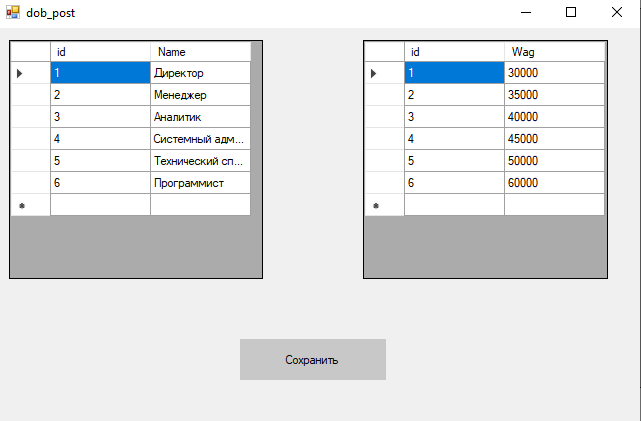 dob_post
id Name
1 Директор
2 Менеджер
3 Аналитик
4 Системный адм...
5 Технический сп...
6 Программист
id Wag
1 30000
2 35000
3 40000
4 45000
5 50000
6 60000
Сохранить